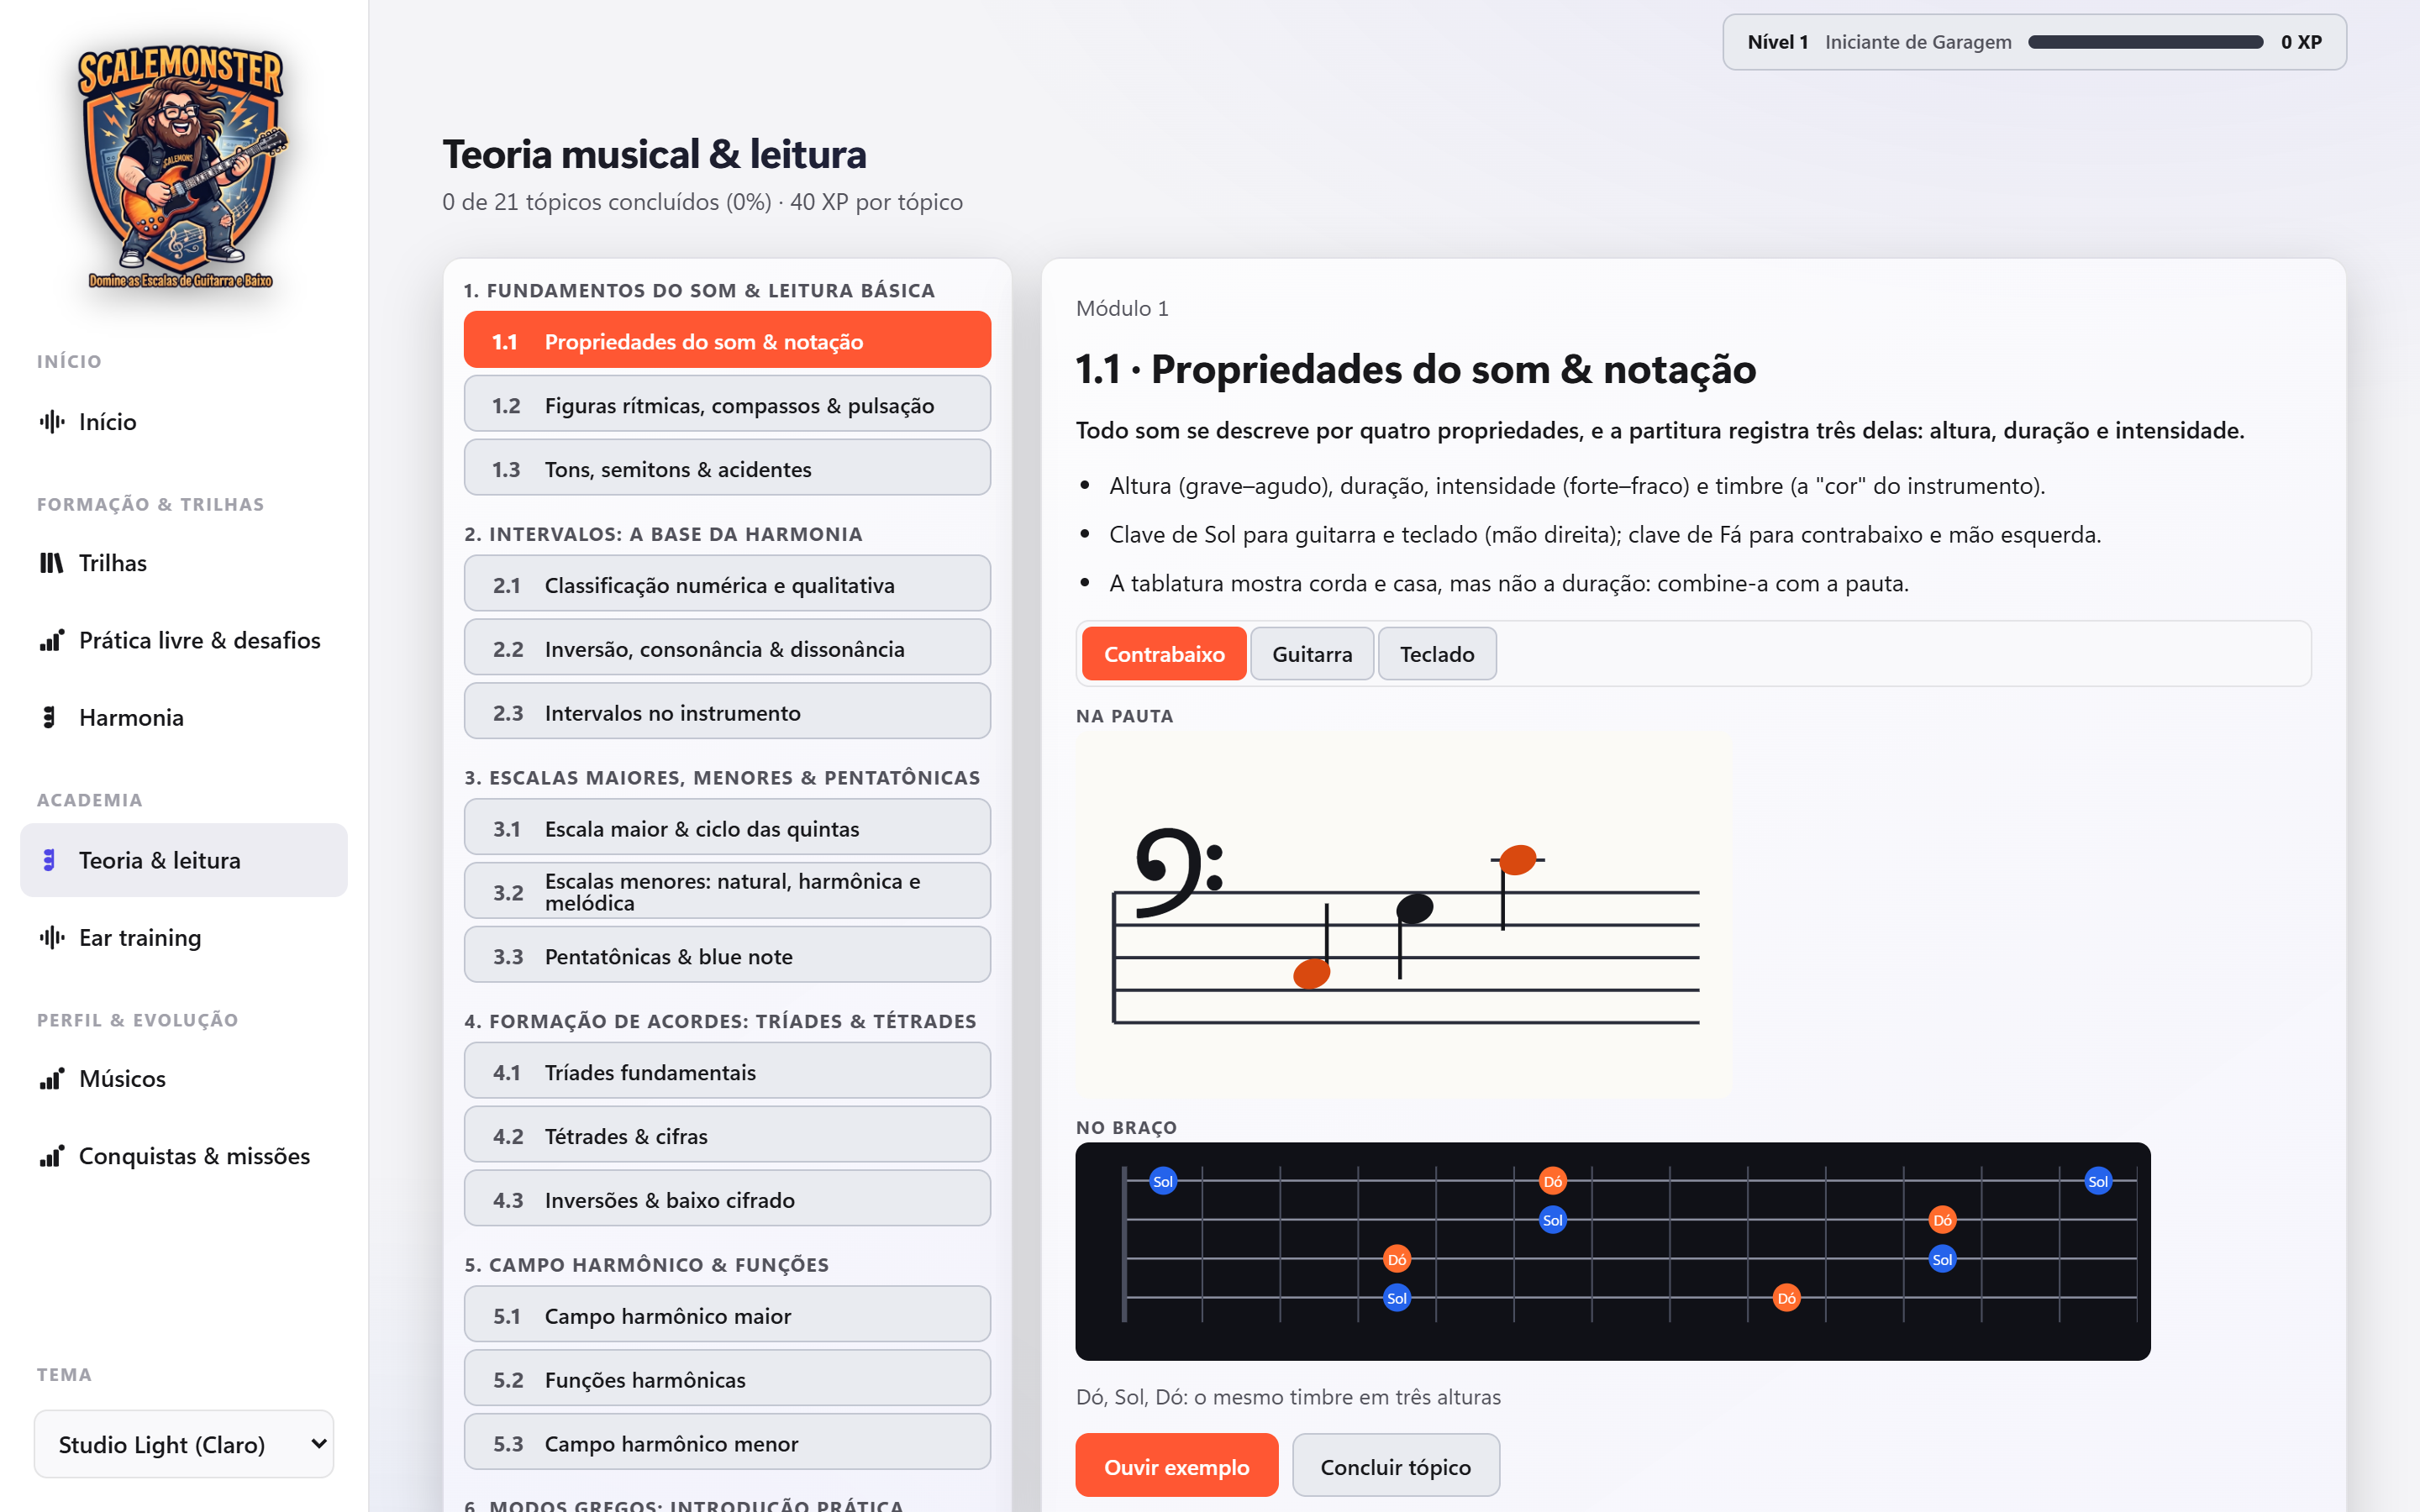 SCALEMONSTER
SCALEMONS
Domine as Escalas de Guitarra e Baixo
INÍCIO
Início
FORMAÇÃO & TRILHAS
Trilhas
Prática livre & desafios
Harmonia
ACADEMIA
Teoria & leitura
Ear training
PERFIL & EVOLUÇÃO
Músicos
Conquistas & missões
TEMA
Studio Light (Claro)
Nível 1 Iniciante de Garagem 0 XP
Teoria musical & leitura
0 de 21 tópicos concluídos (0%) · 40 XP por tópico
1. FUNDAMENTOS DO SOM & LEITURA BÁSICA
1.1 Propriedades do som & notação
1.2 Figuras rítmicas, compassos & pulsação
1.3 Tons, semitons & acidentes
2. INTERVALOS: A BASE DA HARMONIA
2.1 Classificação numérica e qualitativa
2.2 Inversão, consonância & dissonância
2.3 Intervalos no instrumento
3. ESCALAS MAIORES, MENORES & PENTATÔNICAS
3.1 Escala maior & ciclo das quintas
3.2 Escalas menores: natural, harmônica e
melódica
3.3 Pentatônicas & blue note
4. FORMAÇÃO DE ACORDES: TRÍADES & TÉTRADES
4.1 Tríades fundamentais
4.2 Tétrades & cifras
4.3 Inversões & baixo cifrado
5. CAMPO HARMÔNICO & FUNÇÕES
5.1 Campo harmônico maior
5.2 Funções harmônicas
5.3 Campo harmônico menor
6. MODOS GREGOS: INTRODUÇÃO PRÁTICA
Módulo 1
1.1 · Propriedades do som & notação
Todo som se descreve por quatro propriedades, e a partitura registra três delas: altura, duração e intensidade.
• Altura (grave–agudo), duração, intensidade (forte–fraco) e timbre (a "cor" do instrumento).
• Clave de Sol para guitarra e teclado (mão direita); clave de Fá para contrabaixo e mão esquerda.
• A tablatura mostra corda e casa, mas não a duração: combine-a com a pauta.
Contrabaixo Guitarra Teclado
NA PAUTA
NO BRAÇO
Sol Dó Sol
Sol Dó
Dó Sol
Sol Dó
Dó, Sol, Dó: o mesmo timbre em três alturas
Ouvir exemplo Concluir tópico